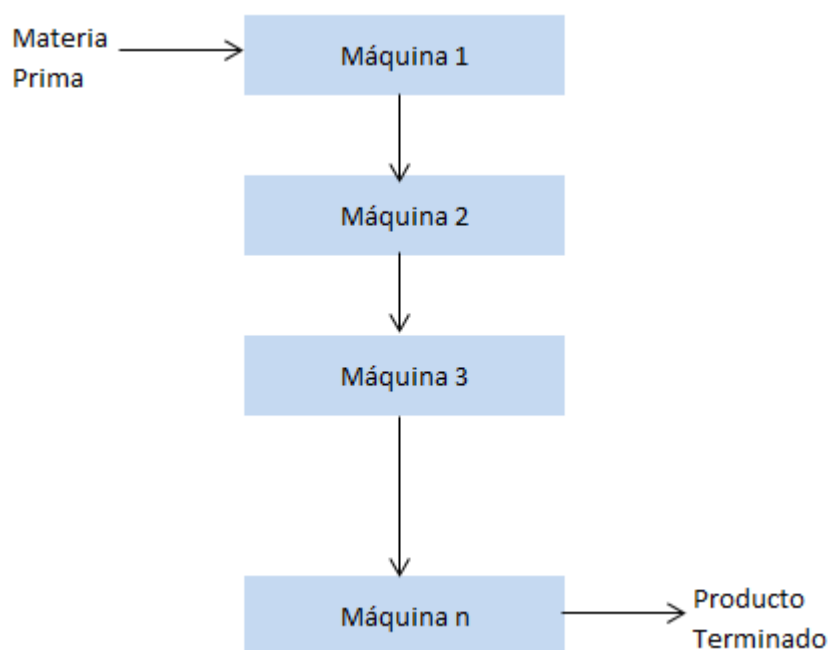 Materia
Prima
Máquina 1
Máquina 2
Máquina 3
Máquina n
Producto
Terminado